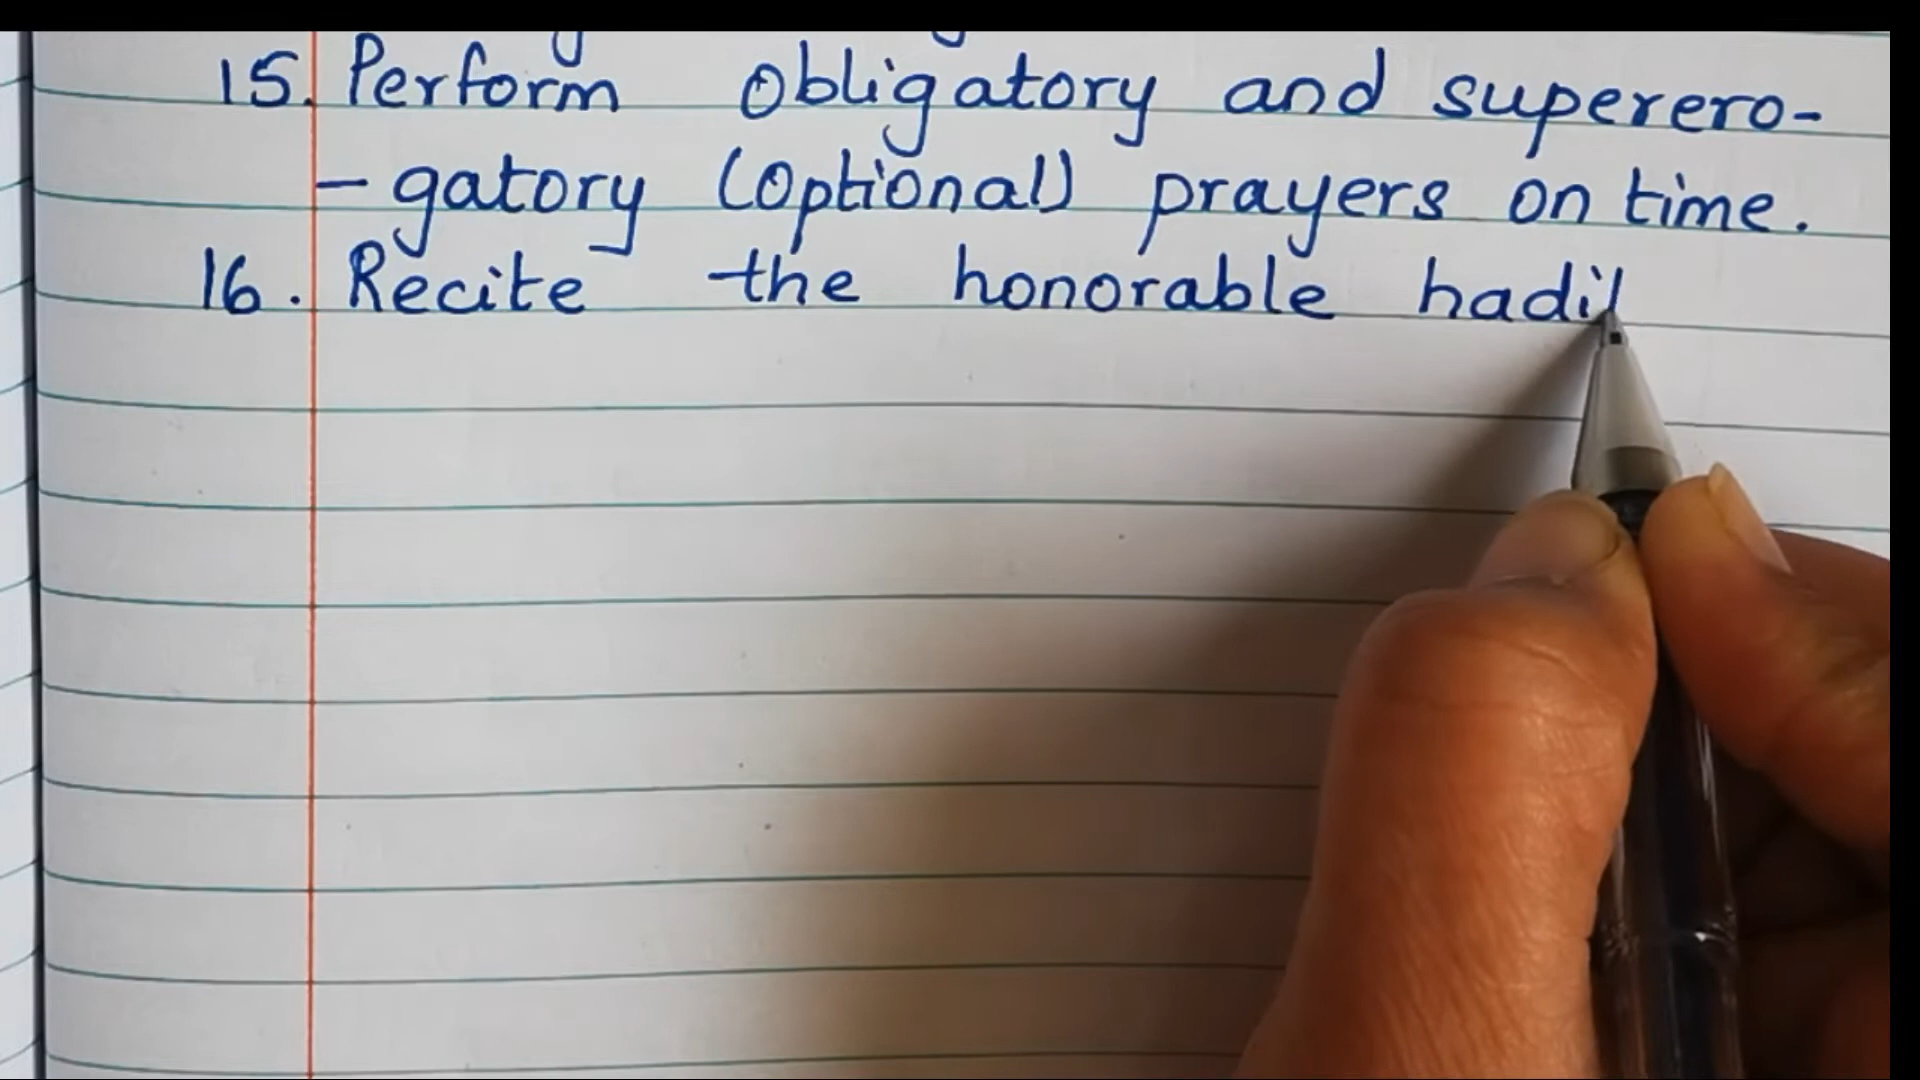 15. Perform obligatory and superero-
-gatory (optional) prayers on time.
16. Recite the honorable